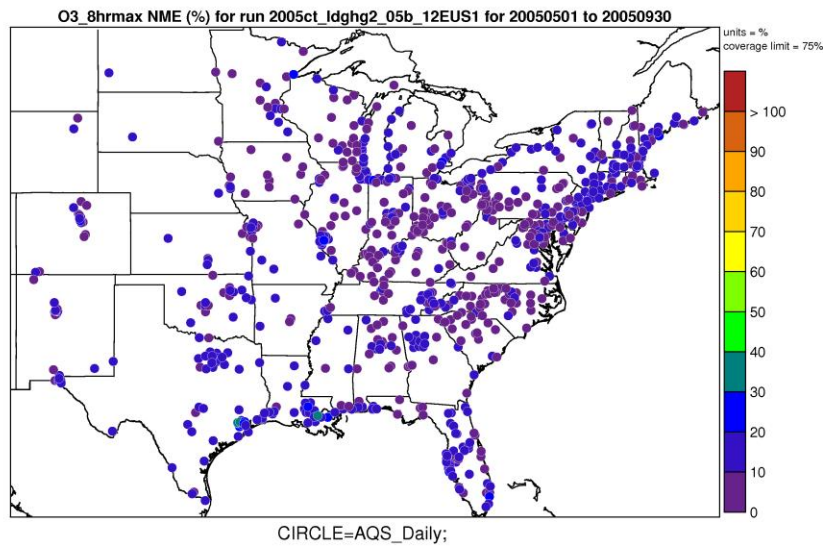 O3_8hrmax NME (%) for run 2005ct_ldghg2_05b_12EUS1 for 20050501 to 20050930
units = %
coverage limit = 75%
> 100
90
80
70
60
50
40
30
20
10
0
CIRCLE=AQS_Daily;